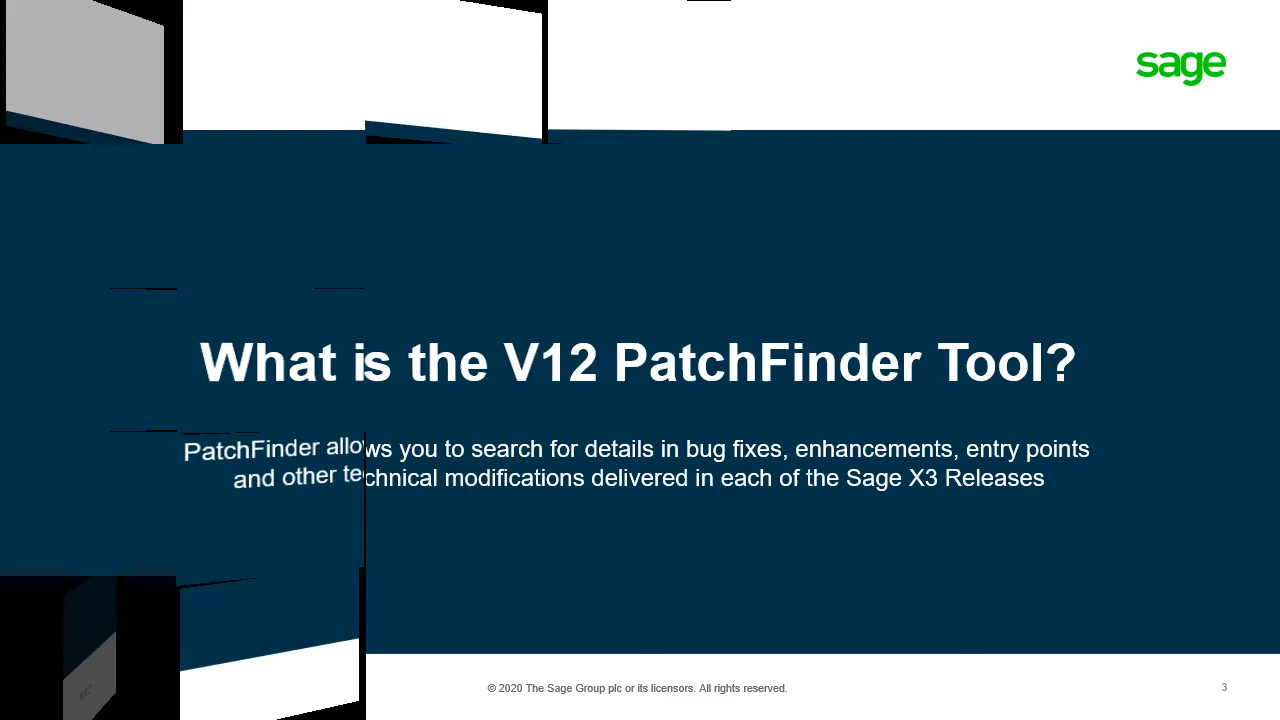 sage
What is the V12 PatchFinder Tool?
PatchFinder allows you to search for details in bug fixes, enhancements, entry points
and other technical modifications delivered in each of the Sage X3 Releases
© 2020 The Sage Group plc or its licensors. All rights reserved.
3